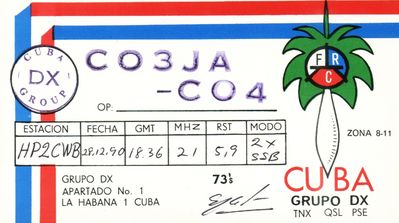 CUBA
DX
GROUP
CO3JA
-CO4
OP:
FRC
ZONA 8-11
ESTACION FECHA GMT MHZ RST MODO
HP2CWB 28.12.90 18.36 21 5,9 2x SSB
GRUPO DX
APARTADO No. 1
LA HABANA 1 CUBA
73's
CUBA
GRUPO DX
TNX QSL PSE